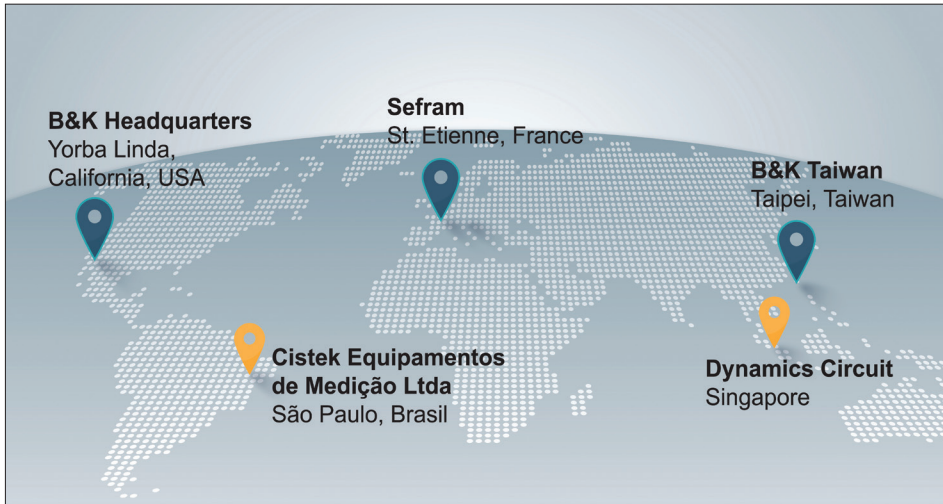 B&K Headquarters
Yorba Linda,
California, USA
Sefram
St. Etienne, France
B&K Taiwan
Taipei, Taiwan
Cistek Equipamentos
de Medição Ltda
São Paulo, Brasil
Dynamics Circuit
Singapore